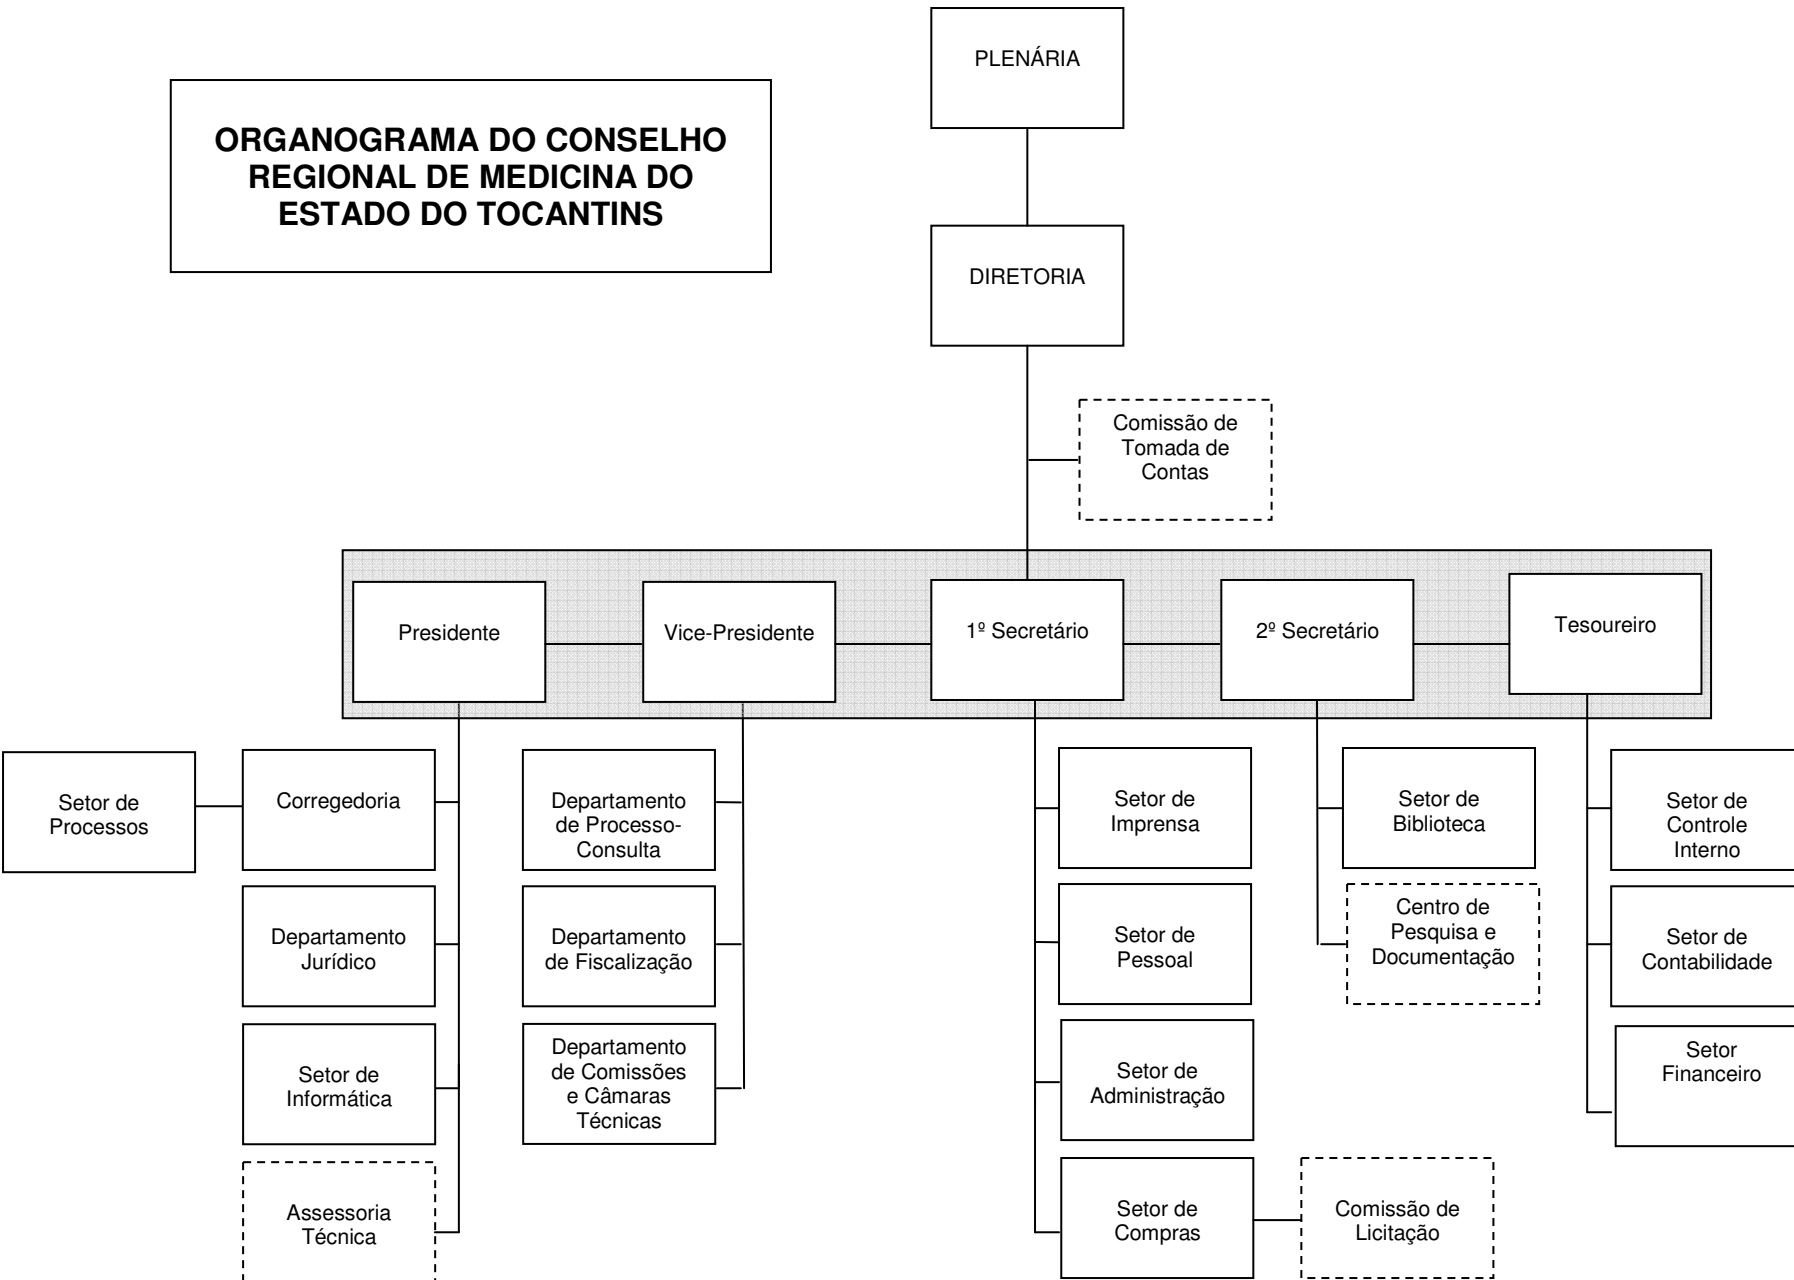 PLENÁRIA
ORGANOGRAMA DO CONSELHO
REGIONAL DE MEDICINA DO
ESTADO DO TOCANTINS
DIRETORIA
Comissão de
Tomada de
Contas
Presidente
Vice-Presidente
1º Secretário
2º Secretário
Tesoureiro
Setor de
Processos
Corregedoria
Departamento
de Processo-
Consulta
Setor de
Imprensa
Setor de
Biblioteca
Setor de
Controle
Interno
Departamento
Jurídico
Departamento
de Fiscalização
Setor de
Pessoal
Centro de
Pesquisa e
Documentação
Setor de
Contabilidade
Setor de
Informática
Departamento
de Comissões
e Câmaras
Técnicas
Setor de
Administração
Setor
Financeiro
Assessoria
Técnica
Setor de
Compras
Comissão de
Licitação